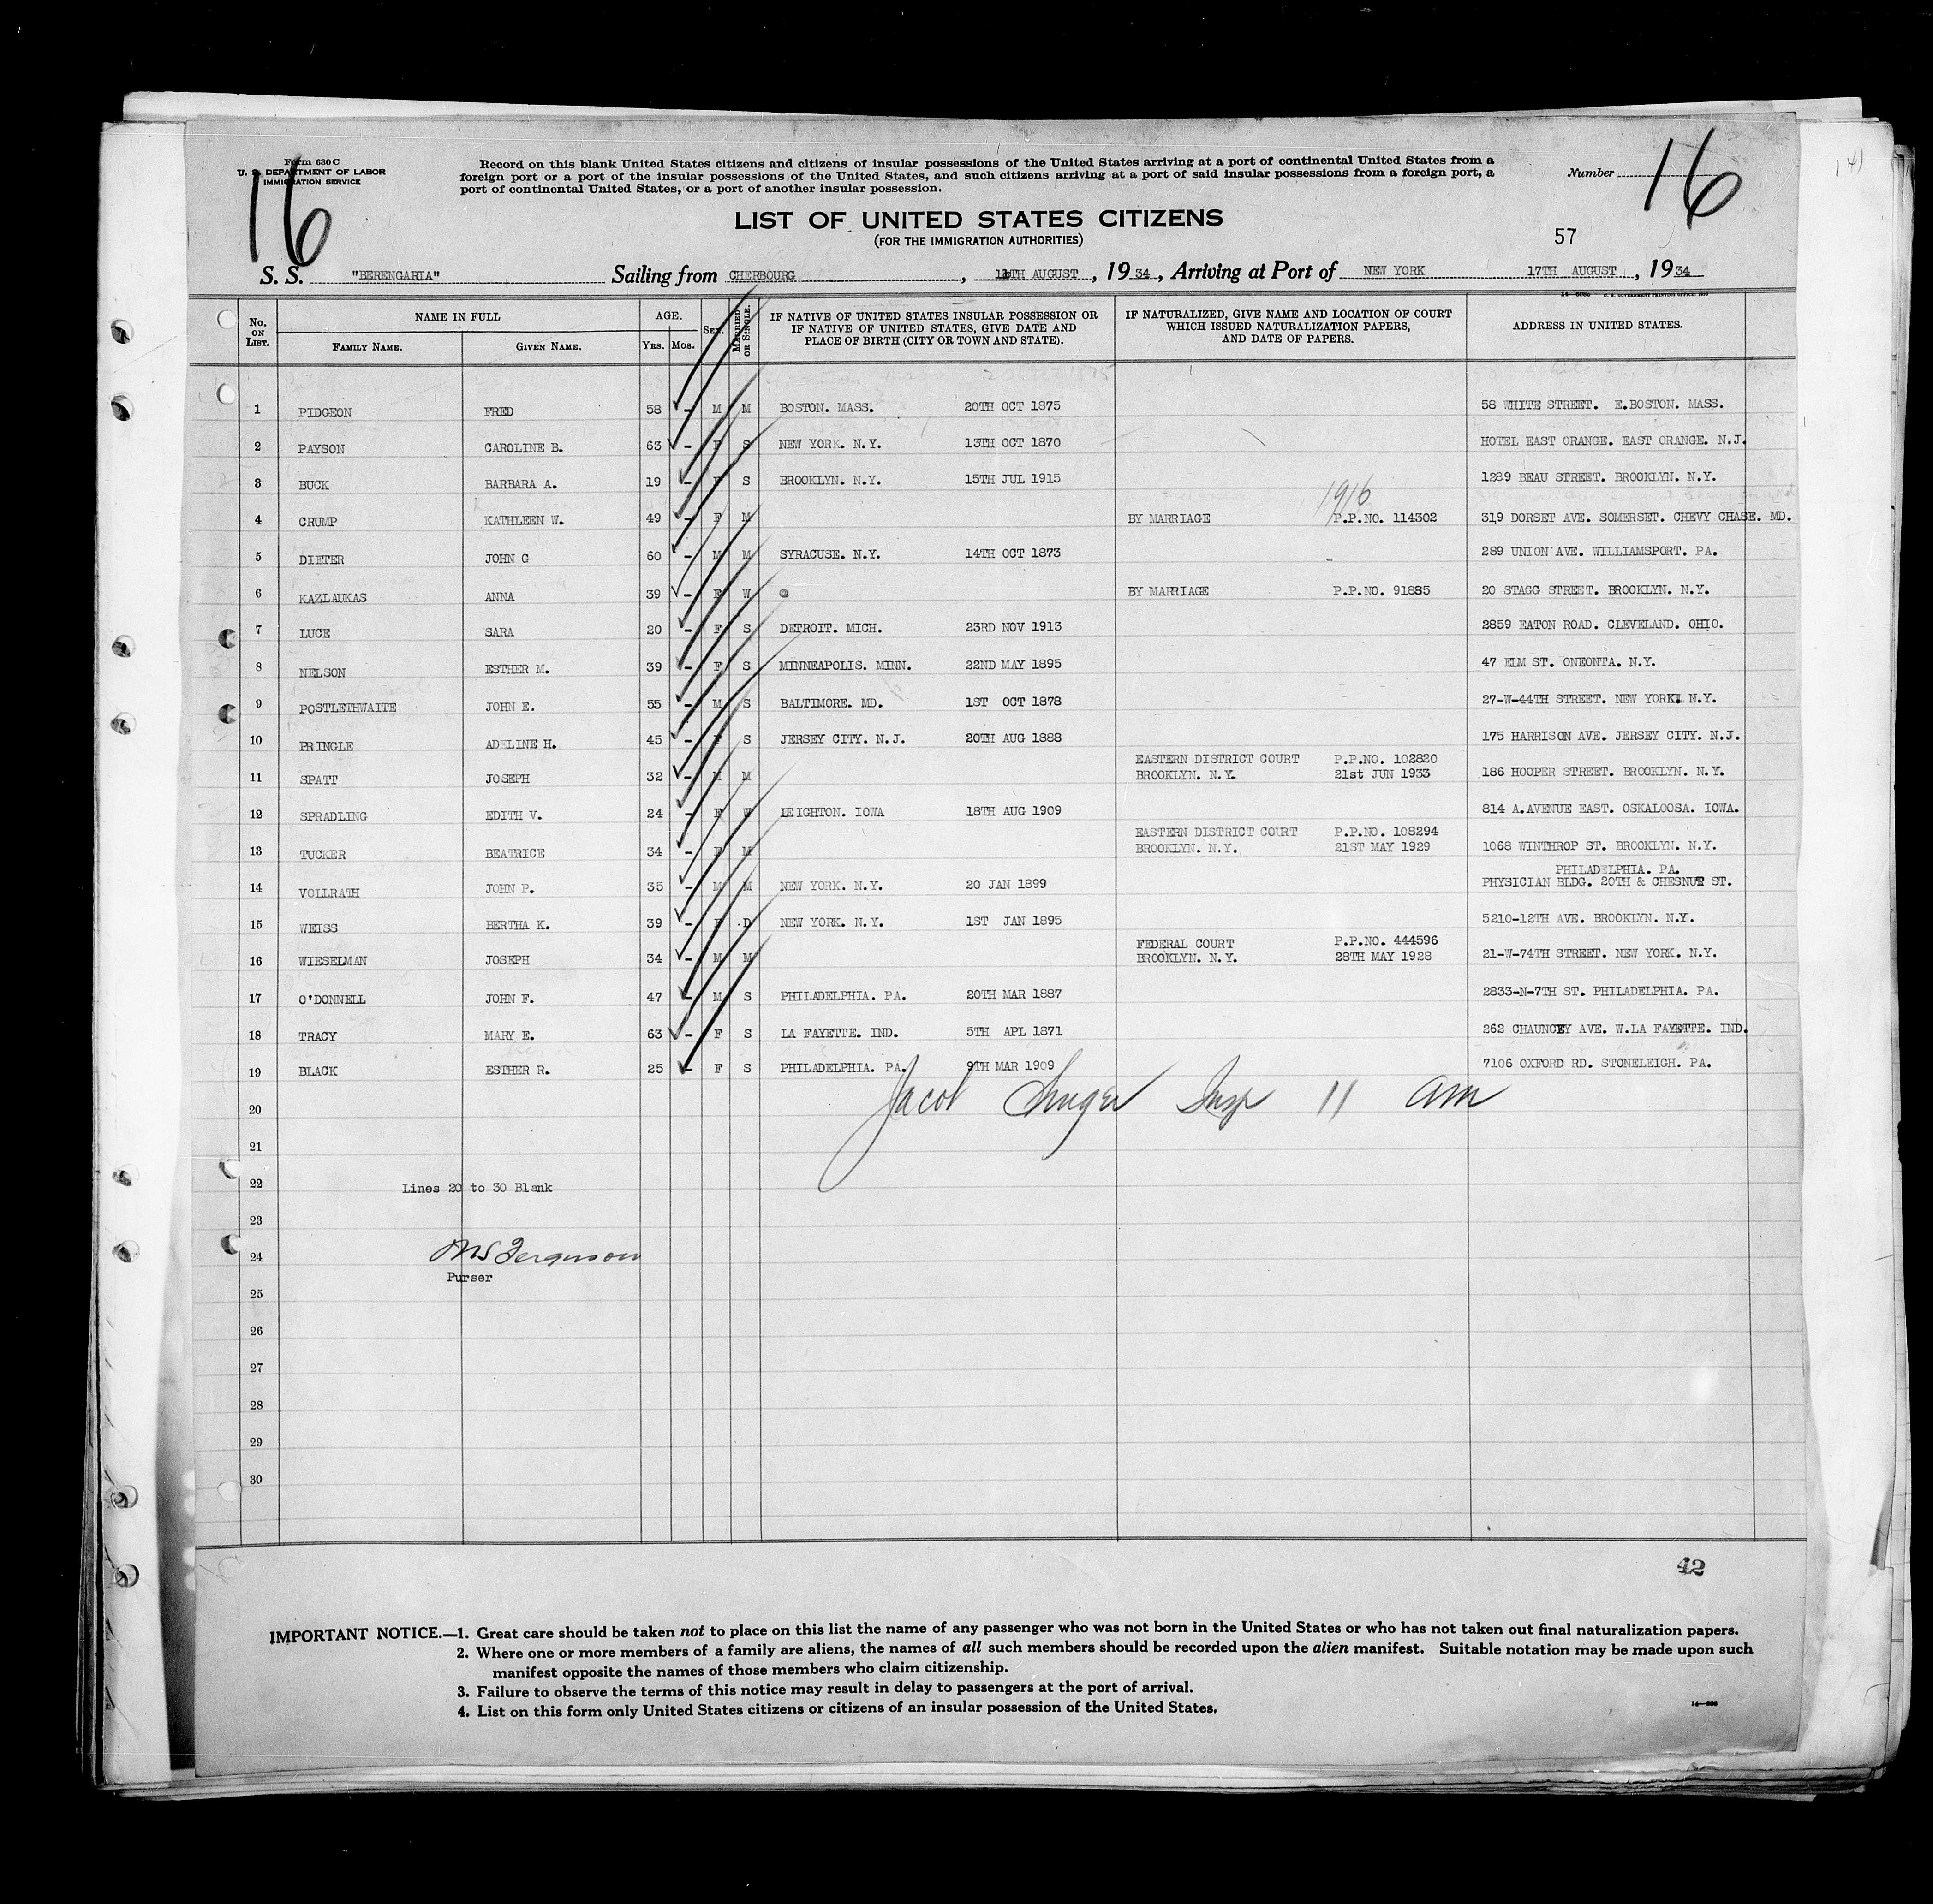 Form 630 C
U. S. DEPARTMENT OF LABOR
IMMIGRATION SERVICE
16
Record on this blank United States citizens and citizens of insular possessions of the United States arriving at a port of continental United States from a
foreign port or a port of the insular possessions of the United States, and such citizens arriving at a port of said insular possessions from a foreign port, a
port of continental United States, or a port of another insular possession.
Number
16
LIST OF UNITED STATES CITIZENS
(FOR THE IMMIGRATION AUTHORITIES)
57
S. S. "BERENGARIA" Sailing from CHERBOURG, 11TH AUGUST, 1934, Arriving at Port of NEW YORK 17TH AUGUST, 1934
No. ON LIST. NAME IN FULL FAMILY NAME. GIVEN NAME. AGE. YRS. MOS. SEX. MARRIED OR SINGLE. IF NATIVE OF UNITED STATES INSULAR POSSESSION OR IF NATIVE OF UNITED STATES, GIVE DATE AND PLACE OF BIRTH (CITY OR TOWN AND STATE). IF NATURALIZED, GIVE NAME AND LOCATION OF COURT WHICH ISSUED NATURALIZATION PAPERS, AND DATE OF PAPERS. ADDRESS IN UNITED STATES.
1 PIDGEON FRED 58 - M M BOSTON. MASS. 20TH OCT 1875 58 WHITE STREET. E.BOSTON. MASS.
2 PAYSON CAROLINE B. 63 - F S NEW YORK. N.Y. 13TH OCT 1870 HOTEL EAST ORANGE. EAST ORANGE. N.J.
3 BUCK BARBARA A. 19 - F S BROOKLYN. N.Y. 15TH JUL 1915 1289 BEAU STREET. BROOKLYN. N.Y.
1916
4 CRUMP KATHLEEN W. 49 - F M BY MARRIAGE P.P.NO. 114302 319 DORSET AVE. SOMERSET. CHEVY CHASE. MD.
5 DIETER JOHN G 60 - M M SYRACUSE. N.Y. 14TH OCT 1873 289 UNION AVE. WILLIAMSPORT. PA.
6 KAZLAUKAS ANNA 39 - F W BY MARRIAGE P.P.NO. 91885 20 STAGG STREET. BROOKLYN. N.Y.
7 LUCE SARA 20 - F S DETROIT. MICH. 23RD NOV 1913 2859 EATON ROAD. CLEVELAND. OHIO.
8 NELSON ESTHER M. 39 - F S MINNEAPOLIS. MINN. 22ND MAY 1895 47 ELM ST. ONEONTA. N.Y.
9 POSTLETHWAITE JOHN E. 55 - M S BALTIMORE. MD. 1ST OCT 1878 27-W-44TH STREET. NEW YORK. N.Y.
10 PRINGLE ADELINE H. 45 - F S JERSEY CITY. N.J. 20TH AUG 1888 175 HARRISON AVE. JERSEY CITY. N.J.
EASTERN DISTRICT COURT P.P.NO. 102820
11 SPATT JOSEPH 32 - M M BROOKLYN. N.Y. 21st JUN 1933 186 HOOPER STREET. BROOKLYN. N.Y.
12 SPRADLING EDITH V. 24 - F W LEIGHTON. IOWA 18TH AUG 1909 814 A.AVENUE EAST. OSKALOOSA. IOWA.
EASTERN DISTRICT COURT P.P.NO. 108294
13 TUCKER BEATRICE 34 - F M BROOKLYN. N.Y. 21ST MAY 1929 1068 WINTHROP ST. BROOKLYN. N.Y.
PHILADELPHIA. PA.
14 VOLLRATH JOHN P. 35 - M M NEW YORK. N.Y. 20 JAN 1899 PHYSICIAN BLDG. 20TH & CHESNUT ST.
15 WEISS BERTHA K. 39 - F D NEW YORK. N.Y. 1ST JAN 1895 5210-12TH AVE. BROOKLYN. N.Y.
FEDERAL COURT P.P.NO. 444596
16 WIESELMAN JOSEPH 34 - M M BROOKLYN. N.Y. 28TH MAY 1928 21-W-74TH STREET. NEW YORK. N.Y.
17 O'DONNELL JOHN F. 47 - M S PHILADELPHIA. PA. 20TH MAR 1887 2833-N-7TH ST. PHILADELPHIA. PA.
18 TRACY MARY E. 63 - F S LA FAYETTE. IND. 5TH APL 1871 262 CHAUNCEY AVE. W.LA FAYETTE. IND.
19 BLACK ESTHER R. 25 - F S PHILADELPHIA. PA. 9TH MAR 1909 7106 OXFORD RD. STONELEIGH. PA.
20 Jacob Insp 11 am
21
22 Lines 20 to 30 Blank
23
24 Ferguson
Purser
25
26
27
28
29
30
42
IMPORTANT NOTICE.—1. Great care should be taken not to place on this list the name of any passenger who was not born in the United States or who has not taken out final naturalization papers.
2. Where one or more members of a family are aliens, the names of all such members should be recorded upon the alien manifest. Suitable notation may be made upon such
manifest opposite the names of those members who claim citizenship.
3. Failure to observe the terms of this notice may result in delay to passengers at the port of arrival.
4. List on this form only United States citizens or citizens of an insular possession of the United States.